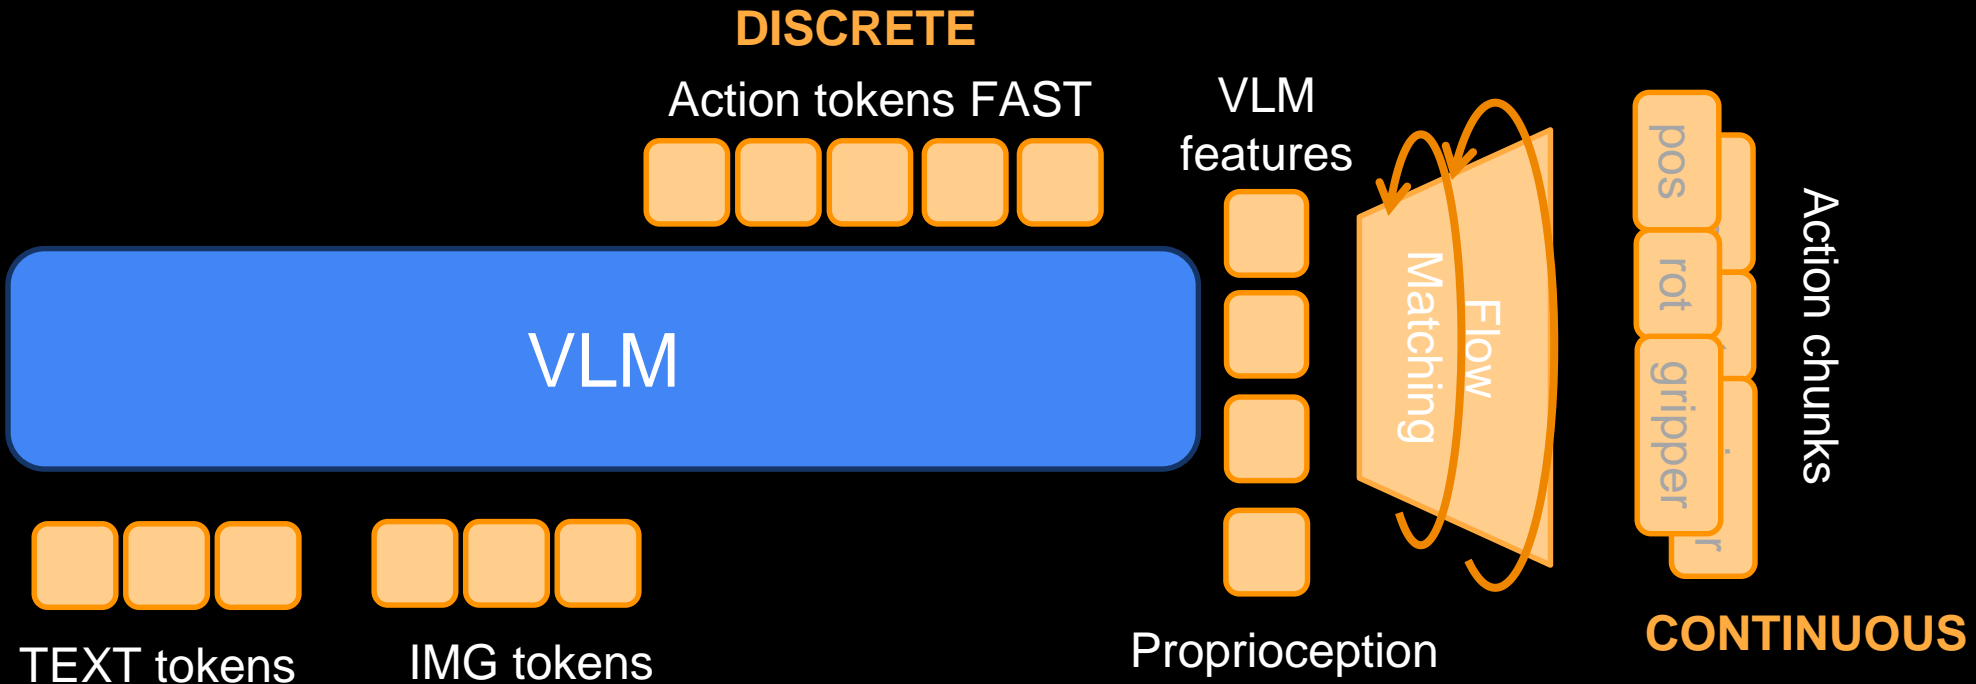 DISCRETE
Action tokens FAST
VLM
features
VLM
Flow
Matching
pos
rot
gripper
Action chunks
TEXT tokens
IMG tokens
Proprioception
CONTINUOUS